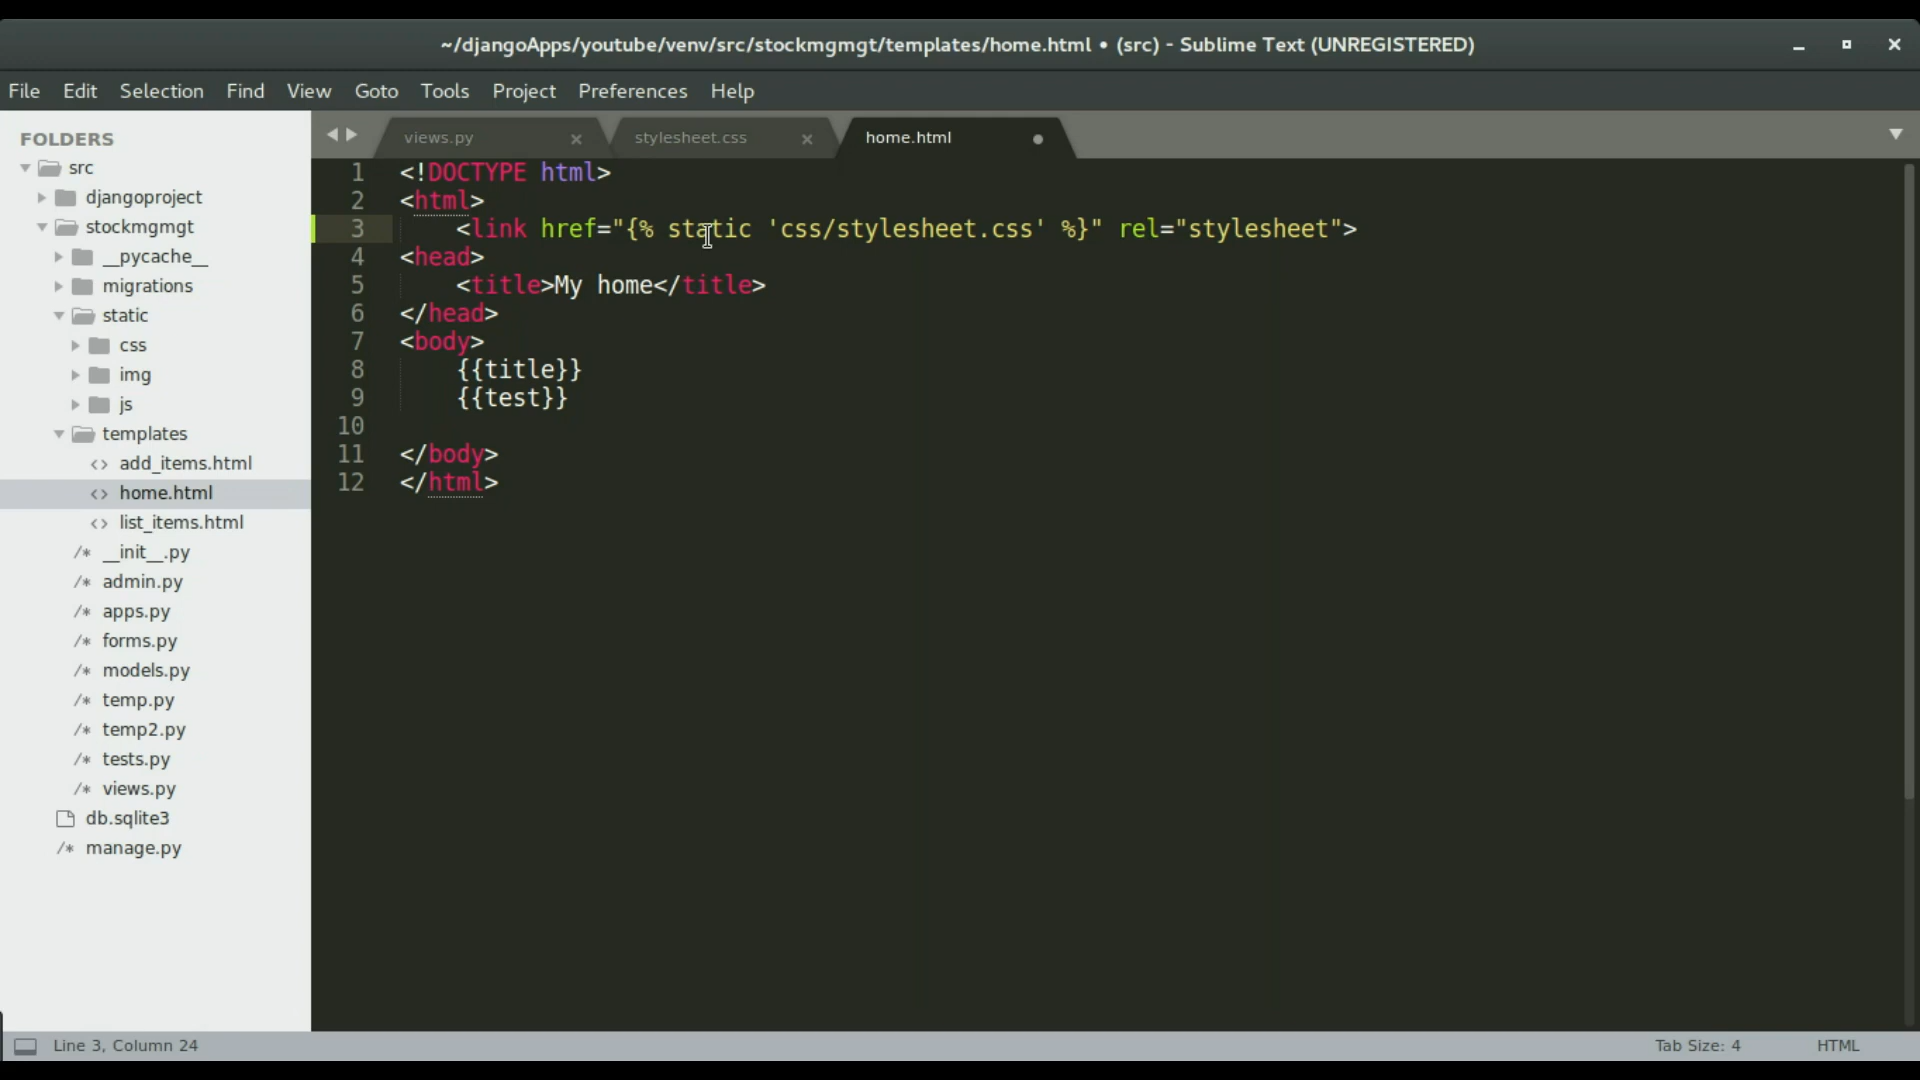 ~/djangoApps/youtube/venv/src/stockmgmgt/templates/home.html • (src) - Sublime Text (UNREGISTERED)
File Edit Selection Find View Goto Tools Project Preferences Help
FOLDERS
src
djangoproject
stockmgmgt
__pycache__
migrations
static
css
img
js
templates
add_items.html
home.html
list_items.html
__init__.py
admin.py
apps.py
forms.py
models.py
temp.py
temp2.py
tests.py
views.py
db.sqlite3
manage.py
views.py stylesheet.css home.html
1 <!DOCTYPE html>
2 <html>
3 <link href="{% static 'css/stylesheet.css' %}" rel="stylesheet">
4 <head>
5 <title>My home</title>
6 </head>
7 <body>
8 {{title}}
9 {{test}}
10
11 </body>
12 </html>
Line 3, Column 24 Tab Size: 4 HTML